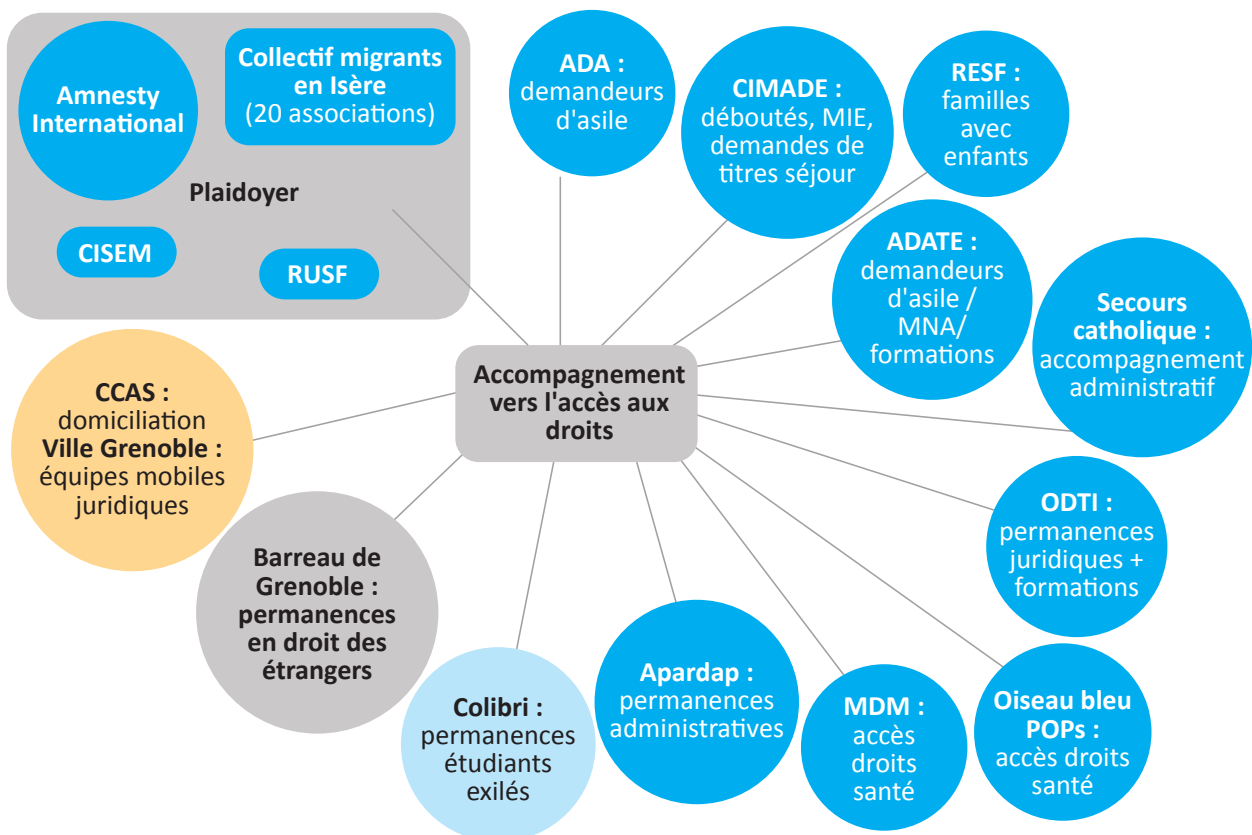 Amnesty
International
Collectif migrants
en Isère
(20 associations)
Plaidoyer
CISEM
RUSF
ADA :
demandeurs
d'asile
CIMADE :
déboutés, MIE,
demandes de
titres séjour
RESF :
familles
avec
enfants
ADATE :
demandeurs
d'asile /
MNA/
formations
Secours
catholique :
accompagnement
administratif
Accompagnement
vers l'accès aux
droits
CCAS :
domiciliation
Ville Grenoble :
équipes mobiles
juridiques
Barreau de
Grenoble :
permanences
en droit des
étrangers
Colibri :
permanences
étudiants
exilés
Apardap :
permanences
administratives
MDM :
accès
droits
santé
Oiseau bleu
POPs :
accès droits
santé
ODTI :
permanences
juridiques +
formations